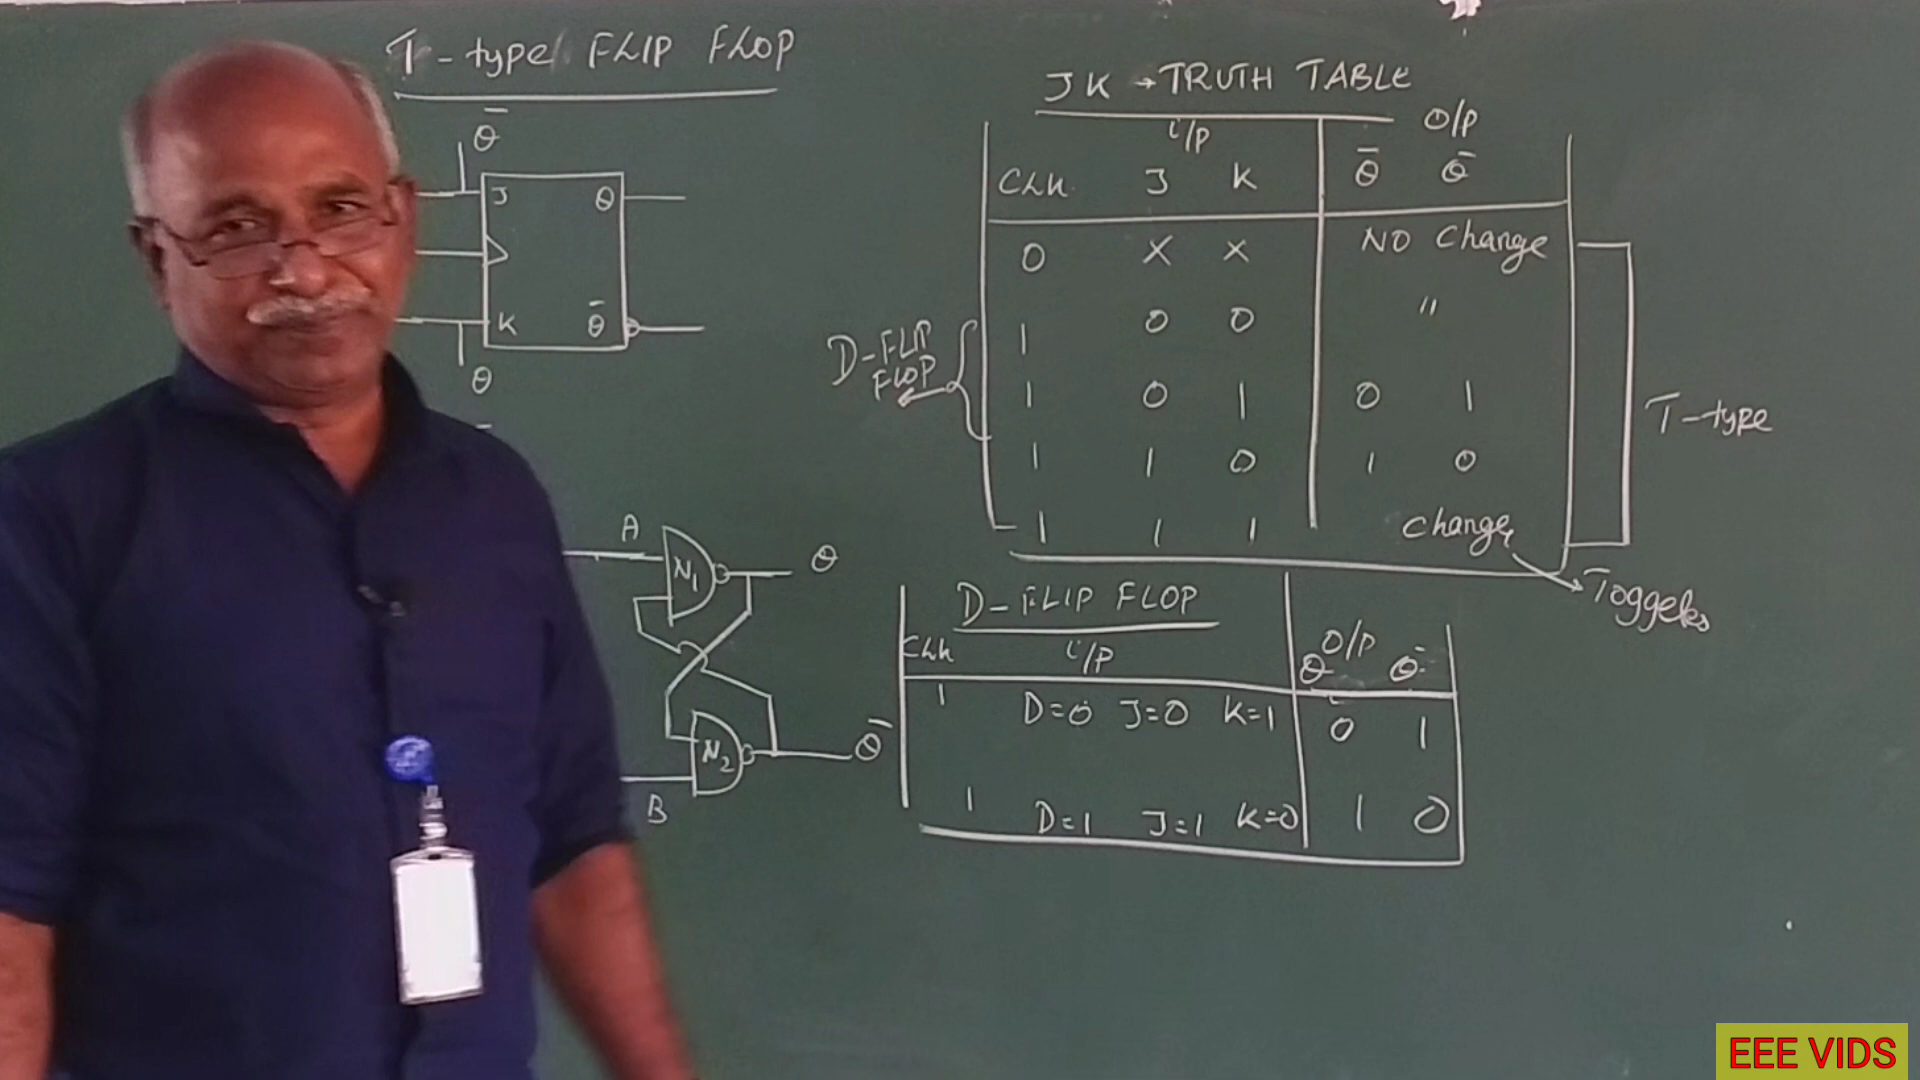 T-type FLIP FLOP
Q̅
J Q
K Q̅
Q
A
N1 Q
N2 Q̅
B
JK → TRUTH TABLE
i/p O/P
CLK J K Q̅ Q̅
0 X X NO Change
1 0 0 "
1 0 1 0 1
1 1 0 1 0
1 1 1 Change
D-FLIP
FLOP
T-type
Toggeles
D-FLIP FLOP
CLK i/p O/P
Q Q̅
1 D=0 J=0 K=1 0 1
1 D=1 J=1 K=0 1 0
EEE VIDS